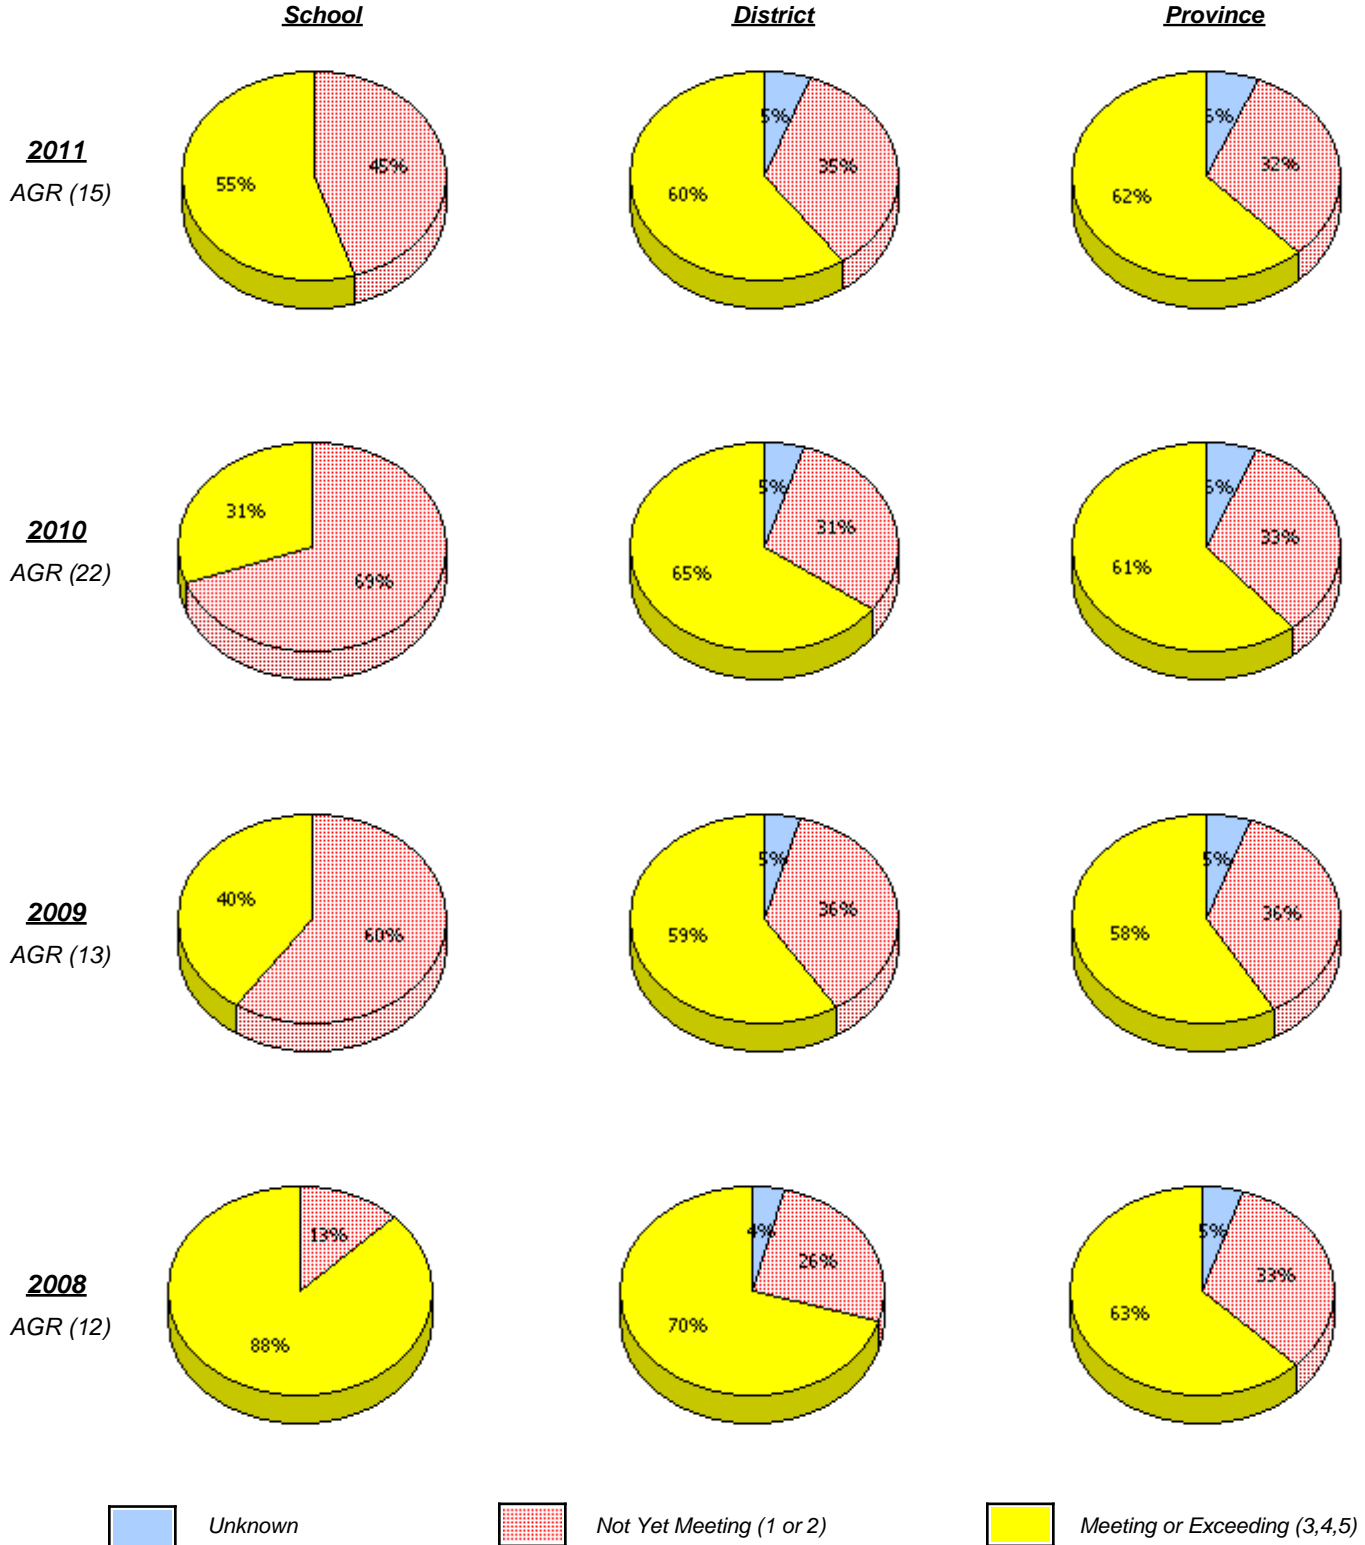 School District Province
2011
AGR (15)
55% 45%
5% 35% 60%
6% 32% 62%
2010
AGR (22)
31% 69%
5% 31% 65%
6% 33% 61%
2009
AGR (13)
40% 60%
5% 36% 59%
5% 36% 58%
2008
AGR (12)
13% 88%
4% 26% 70%
5% 33% 63%
Unknown Not Yet Meeting (1 or 2) Meeting or Exceeding (3,4,5)